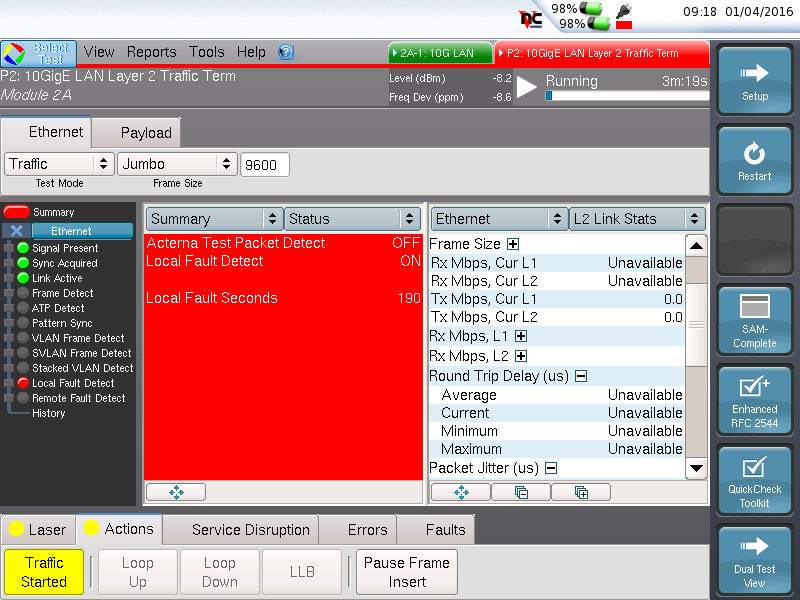 98%
98%
09:18 01/04/2016
Select Test
View Reports Tools Help
2A-1: 10G LAN
P2: 10GigE LAN Layer 2 Traffic Term
P2: 10GigE LAN Layer 2 Traffic Term
Module 2A
Level (dBm) -8.2
Freq Dev (ppm) -8.6
Running 3m:19s
Ethernet Payload
Traffic Jumbo 9600
Test Mode Frame Size
Summary
Ethernet
Signal Present
Sync Acquired
Link Active
Frame Detect
ATP Detect
Pattern Sync
VLAN Frame Detect
SVLAN Frame Detect
Stacked VLAN Detect
Local Fault Detect
Remote Fault Detect
History
Summary Status
Acterna Test Packet Detect OFF
Local Fault Detect ON
Local Fault Seconds 190
Ethernet L2 Link Stats
Frame Size
Rx Mbps, Cur L1 Unavailable
Rx Mbps, Cur L2 Unavailable
Tx Mbps, Cur L1 0.0
Tx Mbps, Cur L2 0.0
Rx Mbps, L1
Rx Mbps, L2
Round Trip Delay (us)
Average Unavailable
Current Unavailable
Minimum Unavailable
Maximum Unavailable
Packet Jitter (us)
Laser Actions Service Disruption Errors Faults
Traffic Started
Loop Up
Loop Down
LLB
Pause Frame Insert
Setup
Restart
SAM-
Complete
Enhanced
RFC 2544
QuickCheck
Toolkit
Dual Test
View